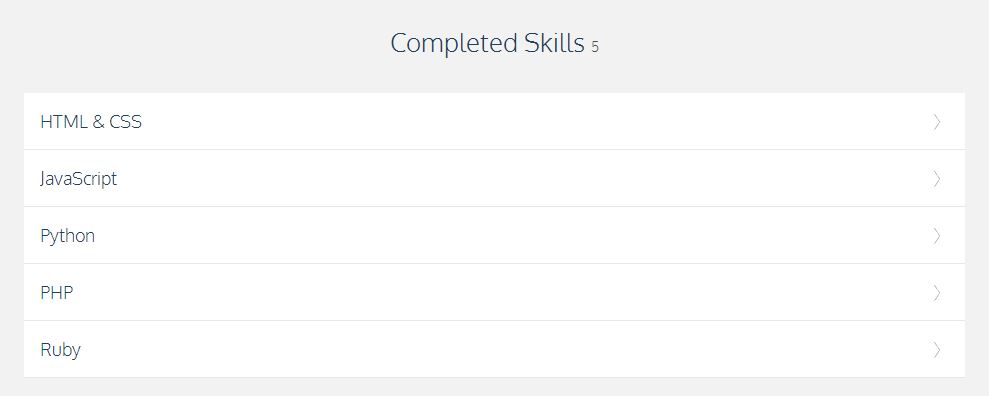 Completed Skills 5
HTML & CSS
JavaScript
Python
PHP
Ruby